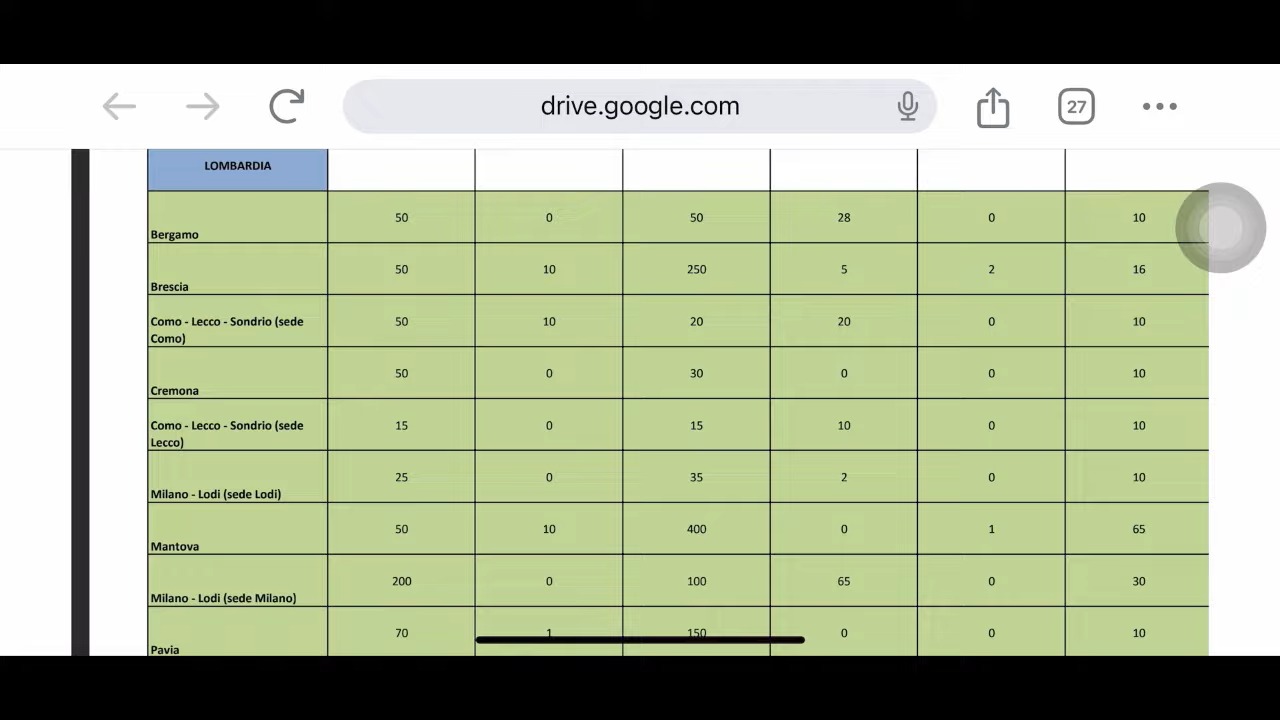 drive.google.com
27
LOMBARDIA
Bergamo 50 0 50 28 0 10
Brescia 50 10 250 5 2 16
Como - Lecco - Sondrio (sede
Como) 50 10 20 20 0 10
Cremona 50 0 30 0 0 10
Como - Lecco - Sondrio (sede
Lecco) 15 0 15 10 0 10
Milano - Lodi (sede Lodi) 25 0 35 2 0 10
Mantova 50 10 400 0 1 65
Milano - Lodi (sede Milano) 200 0 100 65 0 30
Pavia 70 1 150 0 0 10